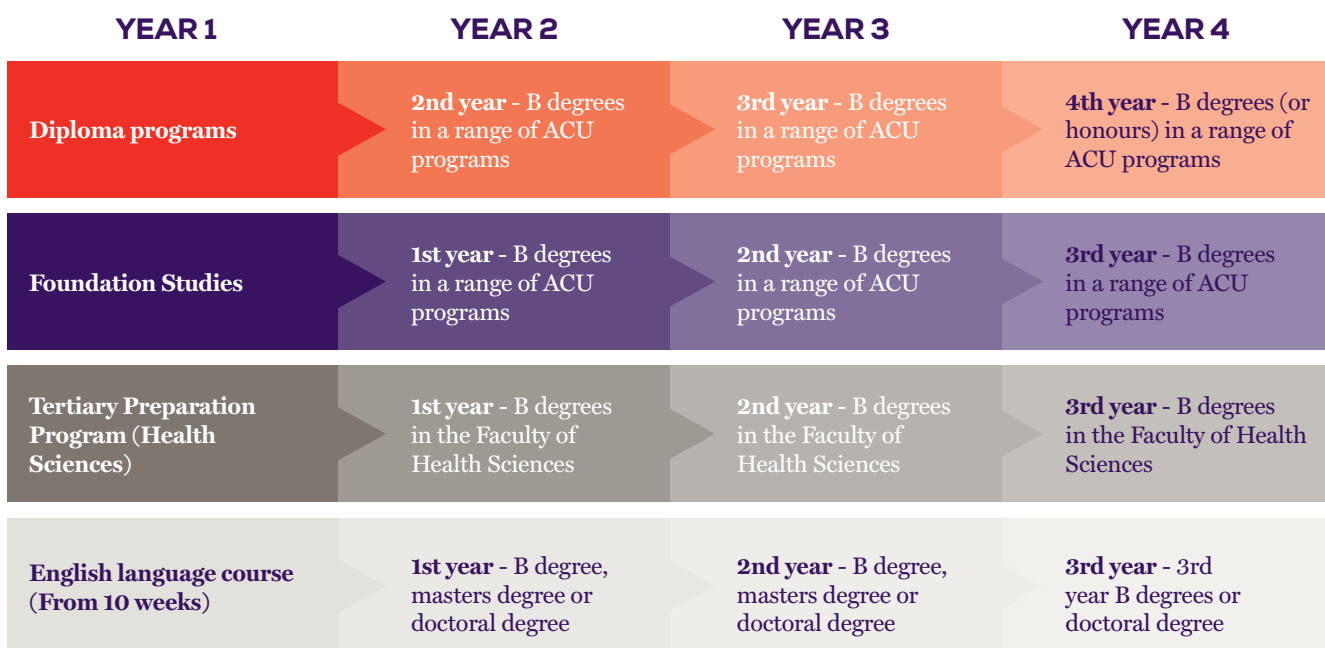 YEAR 1
YEAR 2
YEAR 3
YEAR 4
Diploma programs
2nd year - B degrees
in a range of ACU
programs
3rd year - B degrees
in a range of ACU
programs
4th year - B degrees (or
honours) in a range of
ACU programs
Foundation Studies
1st year - B degrees
in a range of ACU
programs
2nd year - B degrees
in a range of ACU
programs
3rd year - B degrees
in a range of ACU
programs
Tertiary Preparation
Program (Health
Sciences)
1st year - B degrees
in the Faculty of
Health Sciences
2nd year - B degrees
in the Faculty of
Health Sciences
3rd year - B degrees
in the Faculty of Health
Sciences
English language course
(From 10 weeks)
1st year - B degree,
masters degree or
doctoral degree
2nd year - B degree,
masters degree or
doctoral degree
3rd year - 3rd
year B degrees or
doctoral degree